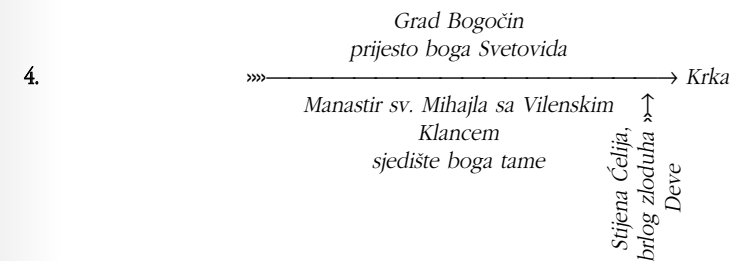 Grad Bogočin
prijesto boga Svetovida
4.
Krka
Manastir sv. Mihajla sa Vilenskim
Klancem
sjedište boga tame
Stijena Ćelija,
brlog zloduha
Deve